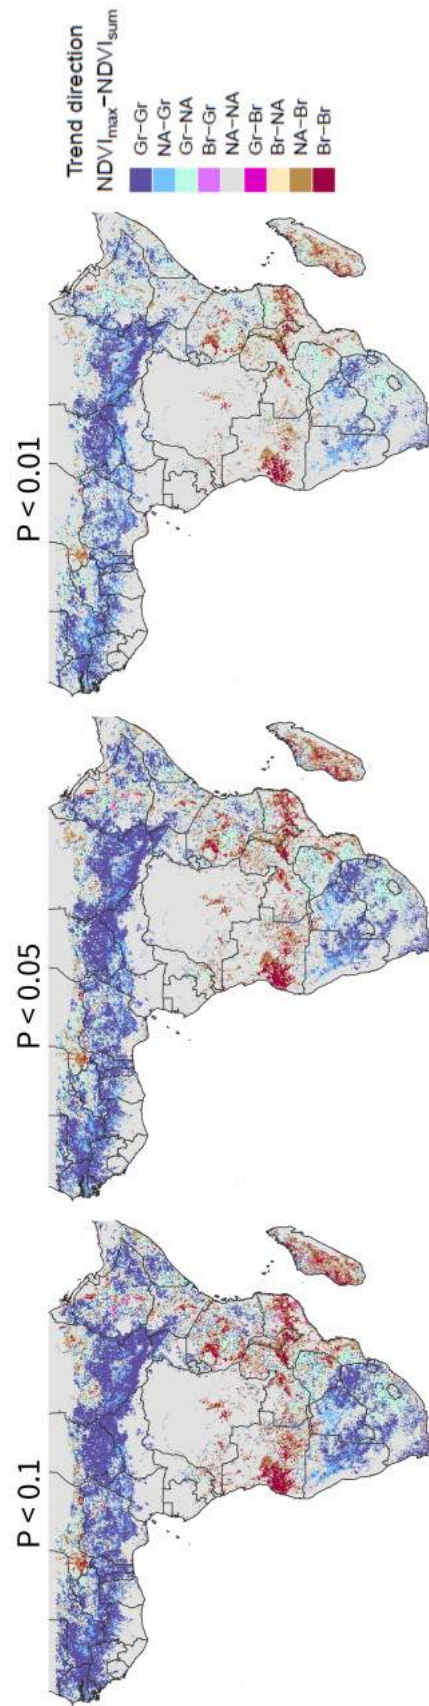 P < 0.1
P < 0.05
P < 0.01
Trend direction
NDVImax−NDVIsum
Gr−Gr
NA−Gr
Gr−NA
Br−Gr
NA−NA
Gr−Br
Br−NA
NA−Br
Br−Br